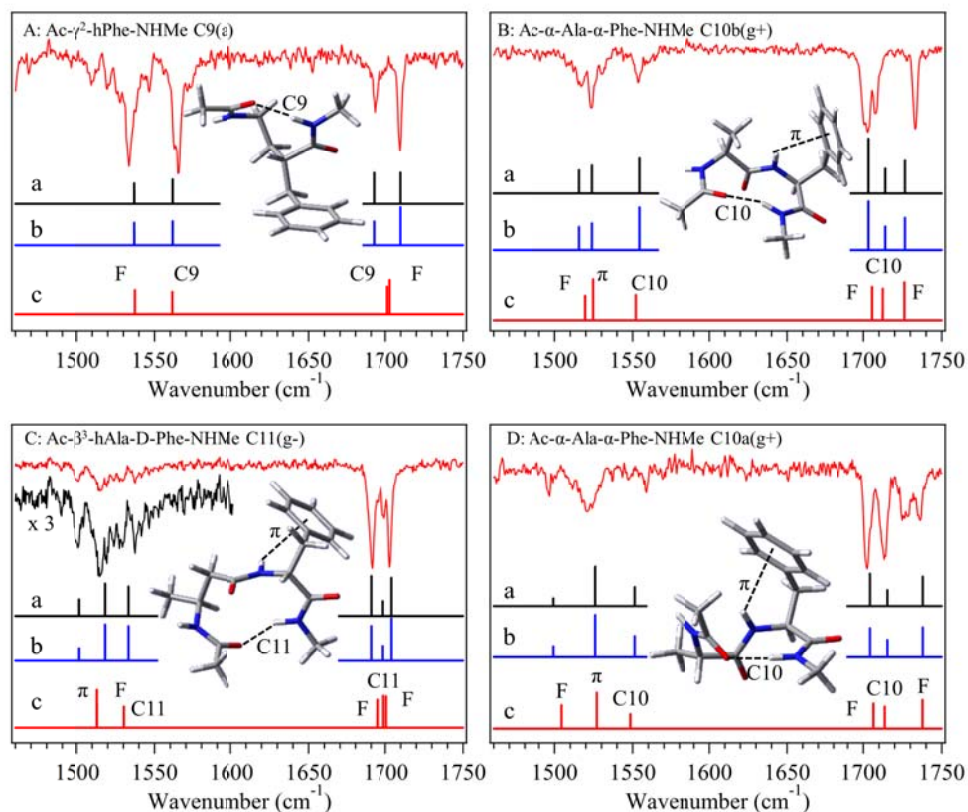 A: Ac-γ²-hPhe-NHMe C9(a)
C9
a
b
F
C9
C9
F
c
1500 1550 1600 1650 1700 1750
Wavenumber (cm⁻¹)
B: Ac-α-Ala-α-Phe-NHMe C10b(g+)
π
a
C10
b
F
π
C10
F
C10
F
c
1500 1550 1600 1650 1700 1750
Wavenumber (cm⁻¹)
C: Ac-β³-hAla-D-Phe-NHMe C11(g-)
x 3
π
a
b
C11
π
F
C11
F
C11
F
c
1500 1550 1600 1650 1700 1750
Wavenumber (cm⁻¹)
D: Ac-α-Ala-α-Phe-NHMe C10a(g+)
π
a
b
C10
F
π
C10
F
C10
F
c
1500 1550 1600 1650 1700 1750
Wavenumber (cm⁻¹)